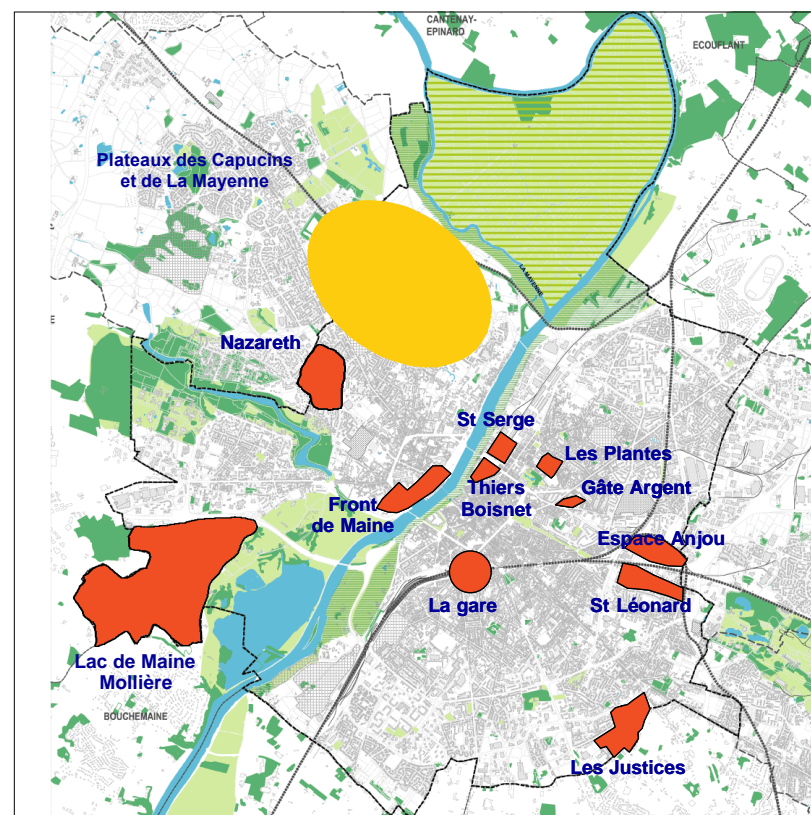 CANTENAY-
EPINARD
ECOUFLANT
Plateaux des Capucins
et de La Mayenne
LA MAYENNE
Nazareth
St Serge
Les Plantes
Thiers
Boisnet
Gâte Argent
Front
de Maine
Espace Anjou
La gare
St Léonard
Lac de Maine
Mollière
BOUCHEMAINE
Les Justices